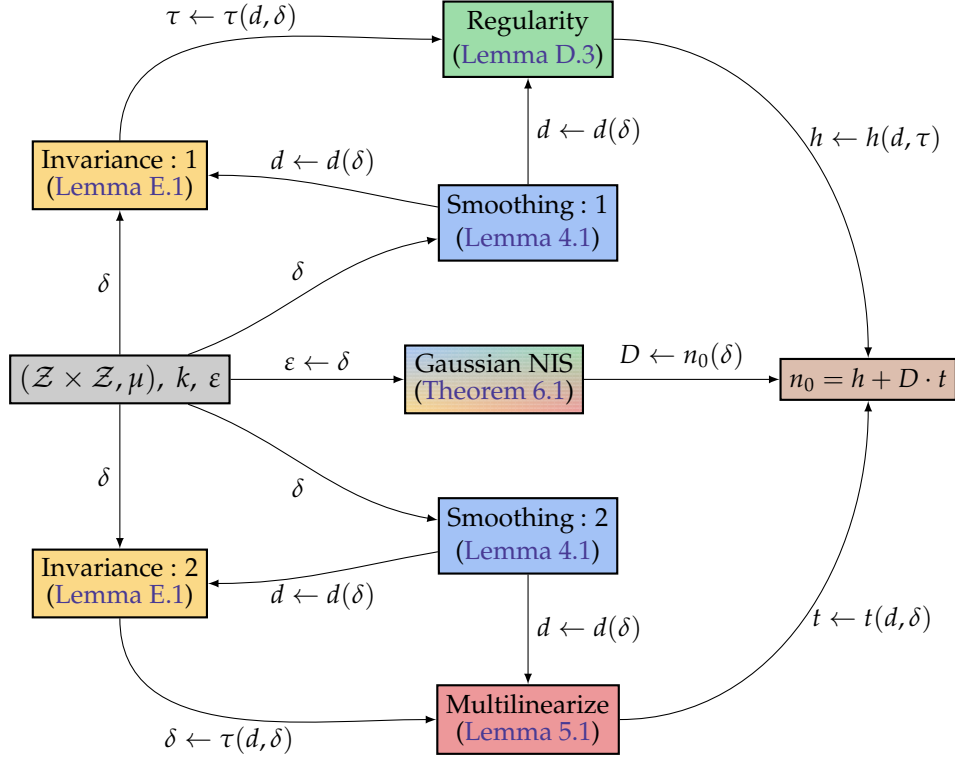 τ ← τ(d, δ)
Regularity
(Lemma D.3)
d ← d(δ)
h ← h(d, τ)
Invariance : 1
(Lemma E.1)
d ← d(δ)
Smoothing : 1
(Lemma 4.1)
δ
δ
(𝒵 × 𝒵, μ), k, ε
ε ← δ
Gaussian NIS
(Theorem 6.1)
D ← n₀(δ)
n₀ = h + D · t
δ
δ
Smoothing : 2
(Lemma 4.1)
Invariance : 2
(Lemma E.1)
d ← d(δ)
d ← d(δ)
t ← t(d, δ)
δ ← τ(d, δ)
Multilinearize
(Lemma 5.1)